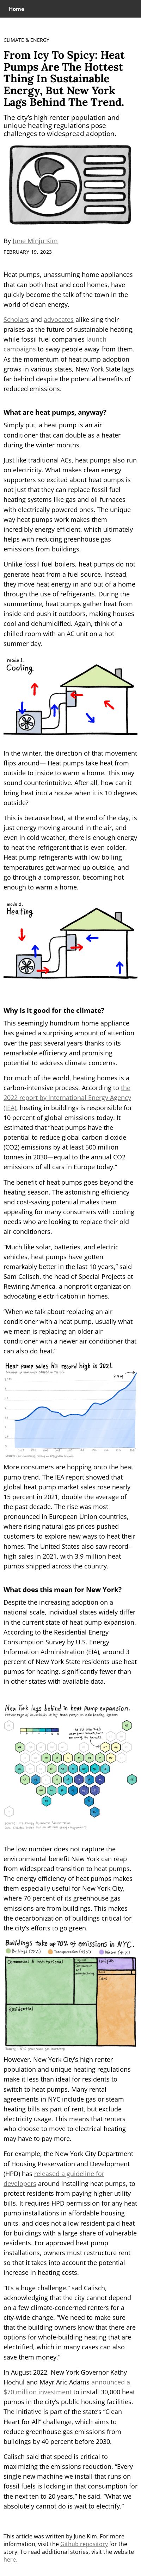 Home
CLIMATE & ENERGY
From Icy To Spicy: Heat
Pumps Are The Hottest
Thing In Sustainable
Energy, But New York
Lags Behind The Trend.
The city's high renter population and
unique heating regulations pose
challenges to widespread adoption.
By June Minju Kim
FEBRUARY 19, 2023
Heat pumps, unassuming home appliances
that can both heat and cool homes, have
quickly become the talk of the town in the
world of clean energy.
Scholars and advocates alike sing their
praises as the future of sustainable heating,
while fossil fuel companies launch
campaigns to sway people away from them.
As the momentum of heat pump adoption
grows in various states, New York State lags
far behind despite the potential benefits of
reduced emissions.
What are heat pumps, anyway?
Simply put, a heat pump is an air
conditioner that can double as a heater
during the winter months.
Just like traditional ACs, heat pumps also run
on electricity. What makes clean energy
supporters so excited about heat pumps is
not just that they can replace fossil fuel
heating systems like gas and oil furnaces
with electrically powered ones. The unique
way heat pumps work makes them
incredibly energy efficient, which ultimately
helps with reducing greenhouse gas
emissions from buildings.
Unlike fossil fuel boilers, heat pumps do not
generate heat from a fuel source. Instead,
they move heat energy in and out of a home
through the use of refrigerants. During the
summertime, heat pumps gather heat from
inside and push it outdoors, making homes
cool and dehumidified. Again, think of a
chilled room with an AC unit on a hot
summer day.
mode 1.
Cooling
In the winter, the direction of that movement
flips around— Heat pumps take heat from
outside to inside to warm a home. This may
sound counterintuitive. After all, how can it
bring heat into a house when it is 10 degrees
outside?
This is because heat, at the end of the day, is
just energy moving around in the air, and
even in cold weather, there is enough energy
to heat the refrigerant that is even colder.
Heat pump refrigerants with low boiling
temperatures get warmed up outside, and
go through a compressor, becoming hot
enough to warm a home.
mode 2.
Heating
Why is it good for the climate?
This seemingly humdrum home appliance
has gained a surprising amount of attention
over the past several years thanks to its
remarkable efficiency and promising
potential to address climate concerns.
For much of the world, heating homes is a
carbon-intensive process. According to the
2022 report by International Energy Agency
(IEA), heating in buildings is responsible for
10 percent of global emissions today. It
estimated that "heat pumps have the
potential to reduce global carbon dioxide
(CO2) emissions by at least 500 million
tonnes in 2030—equal to the annual CO2
emissions of all cars in Europe today."
The benefit of heat pumps goes beyond the
heating season. The astonishing efficiency
and cost-saving potential makes them
appealing for many consumers with cooling
needs who are looking to replace their old
air conditioners.
"Much like solar, batteries, and electric
vehicles, heat pumps have gotten
remarkably better in the last 10 years," said
Sam Calisch, the head of Special Projects at
Rewiring America, a nonprofit organization
advocating electrification in homes.
"When we talk about replacing an air
conditioner with a heat pump, usually what
we mean is replacing an older air
conditioner with a newer air conditioner that
can also do heat."
Heat pump sales hit record high in 2021.
More consumers are hopping onto the heat
pump trend. The IEA report showed that
global heat pump market sales rose nearly
15 percent in 2021, double the average of
the past decade. The rise was most
pronounced in European Union countries,
where rising natural gas prices pushed
customers to explore new ways to heat their
homes. The United States also saw record-
high sales in 2021, with 3.9 million heat
pumps shipped across the country.
What does this mean for New York?
Despite the increasing adoption on a
national scale, individual states widely differ
in the current state of heat pump expansion.
According to the Residential Energy
Consumption Survey by U.S. Energy
Information Administration (EIA), around 3
percent of New York State residents use heat
pumps for heating, significantly fewer than
in other states with available data.
New York lags behind in heat pump expansion.
The low number does not capture the
environmental benefit New York can reap
from widespread transition to heat pumps.
The energy efficiency of heat pumps makes
them especially useful for New York City,
where 70 percent of its greenhouse gas
emissions are from buildings. This makes
the decarbonization of buildings critical for
the city's efforts to go green.
Buildings take up 70% of emissions in NYC.
Commercial & institutional
Residential
However, New York City's high renter
population and unique heating regulations
make it less than ideal for residents to
switch to heat pumps. Many rental
agreements in NYC include gas or steam
heating bills as part of rent, but exclude
electricity usage. This means that renters
who choose to move to electrical heating
may have to pay more.
For example, the New York City Department
of Housing Preservation and Development
(HPD) has released a guideline for
developers around installing heat pumps, to
protect residents from paying higher utility
bills. It requires HPD permission for any heat
pump installations in affordable housing
units, and does not allow resident paid heat
for buildings with a large share of vulnerable
residents. For approved heat pump
installations, owners must restructure rent
so that it takes into account the potential
increase in heating costs.
"It's a huge challenge." sad Calisch,
acknowledging that the city cannot depend
on a few climate-concerned renters for a
city-wide change. "We need to make sure
that the building owners know that there are
options for whole-building heating that are
electrified, which in many cases can also
save them money."
In August 2022, New York Governor Kathy
Hochul and Mayr Aric Adams announced a
$70 million investment to install 30,000 heat
pumps in the city's public housing facilities.
The initiative is part of the state's "Clean
Heart for All" challenge, which aims to
reduce greenhouse gas emissions from
buildings by 40 percent before 2030.
Calisch said that speed is critical to
maximizing the emissions reduction. "Every
single new machine we install that runs on
fossil fuels is locking in that consumption for
the next ten to 20 years," he said. "What we
absolutely cannot do is wait to electrify."
This article was written by June Kim. For more
information, visit the Github repository for the
story. To read additional stories, visit the website
here.